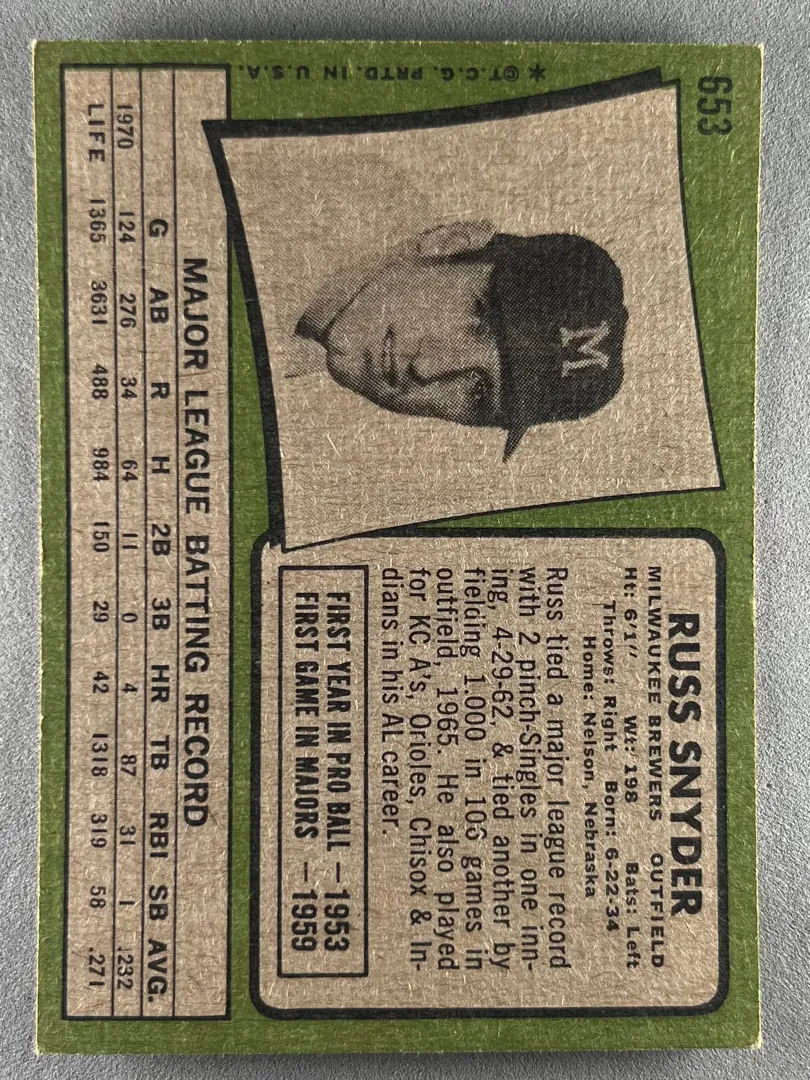 653
M
RUSS SNYDER
MILWAUKEE BREWERS OUTFIELD
Ht: 6'1" Wt: 198 Bats: Left
Throws: Right Born: 6-22-34
Home: Nelson, Nebraska
Russ tied a major league record
with 2 pinch-Singles in one inn-
ing, 4-29-62, & tied another by
fielding 1.000 in 106 games in
outfield, 1965. He also played
for KC A's, Orioles, Chisox & In-
dians in his AL career.
FIRST YEAR IN PRO BALL — 1953
FIRST GAME IN MAJORS — 1959
MAJOR LEAGUE BATTING RECORD
G AB R H 2B 3B HR TB RBI SB AVG.
1970 124 276 34 64 11 0 4 87 31 1 .232
LIFE 1365 3631 488 984 150 29 42 1318 319 58 .271
* © T.C.G. PRTD. IN U.S.A.